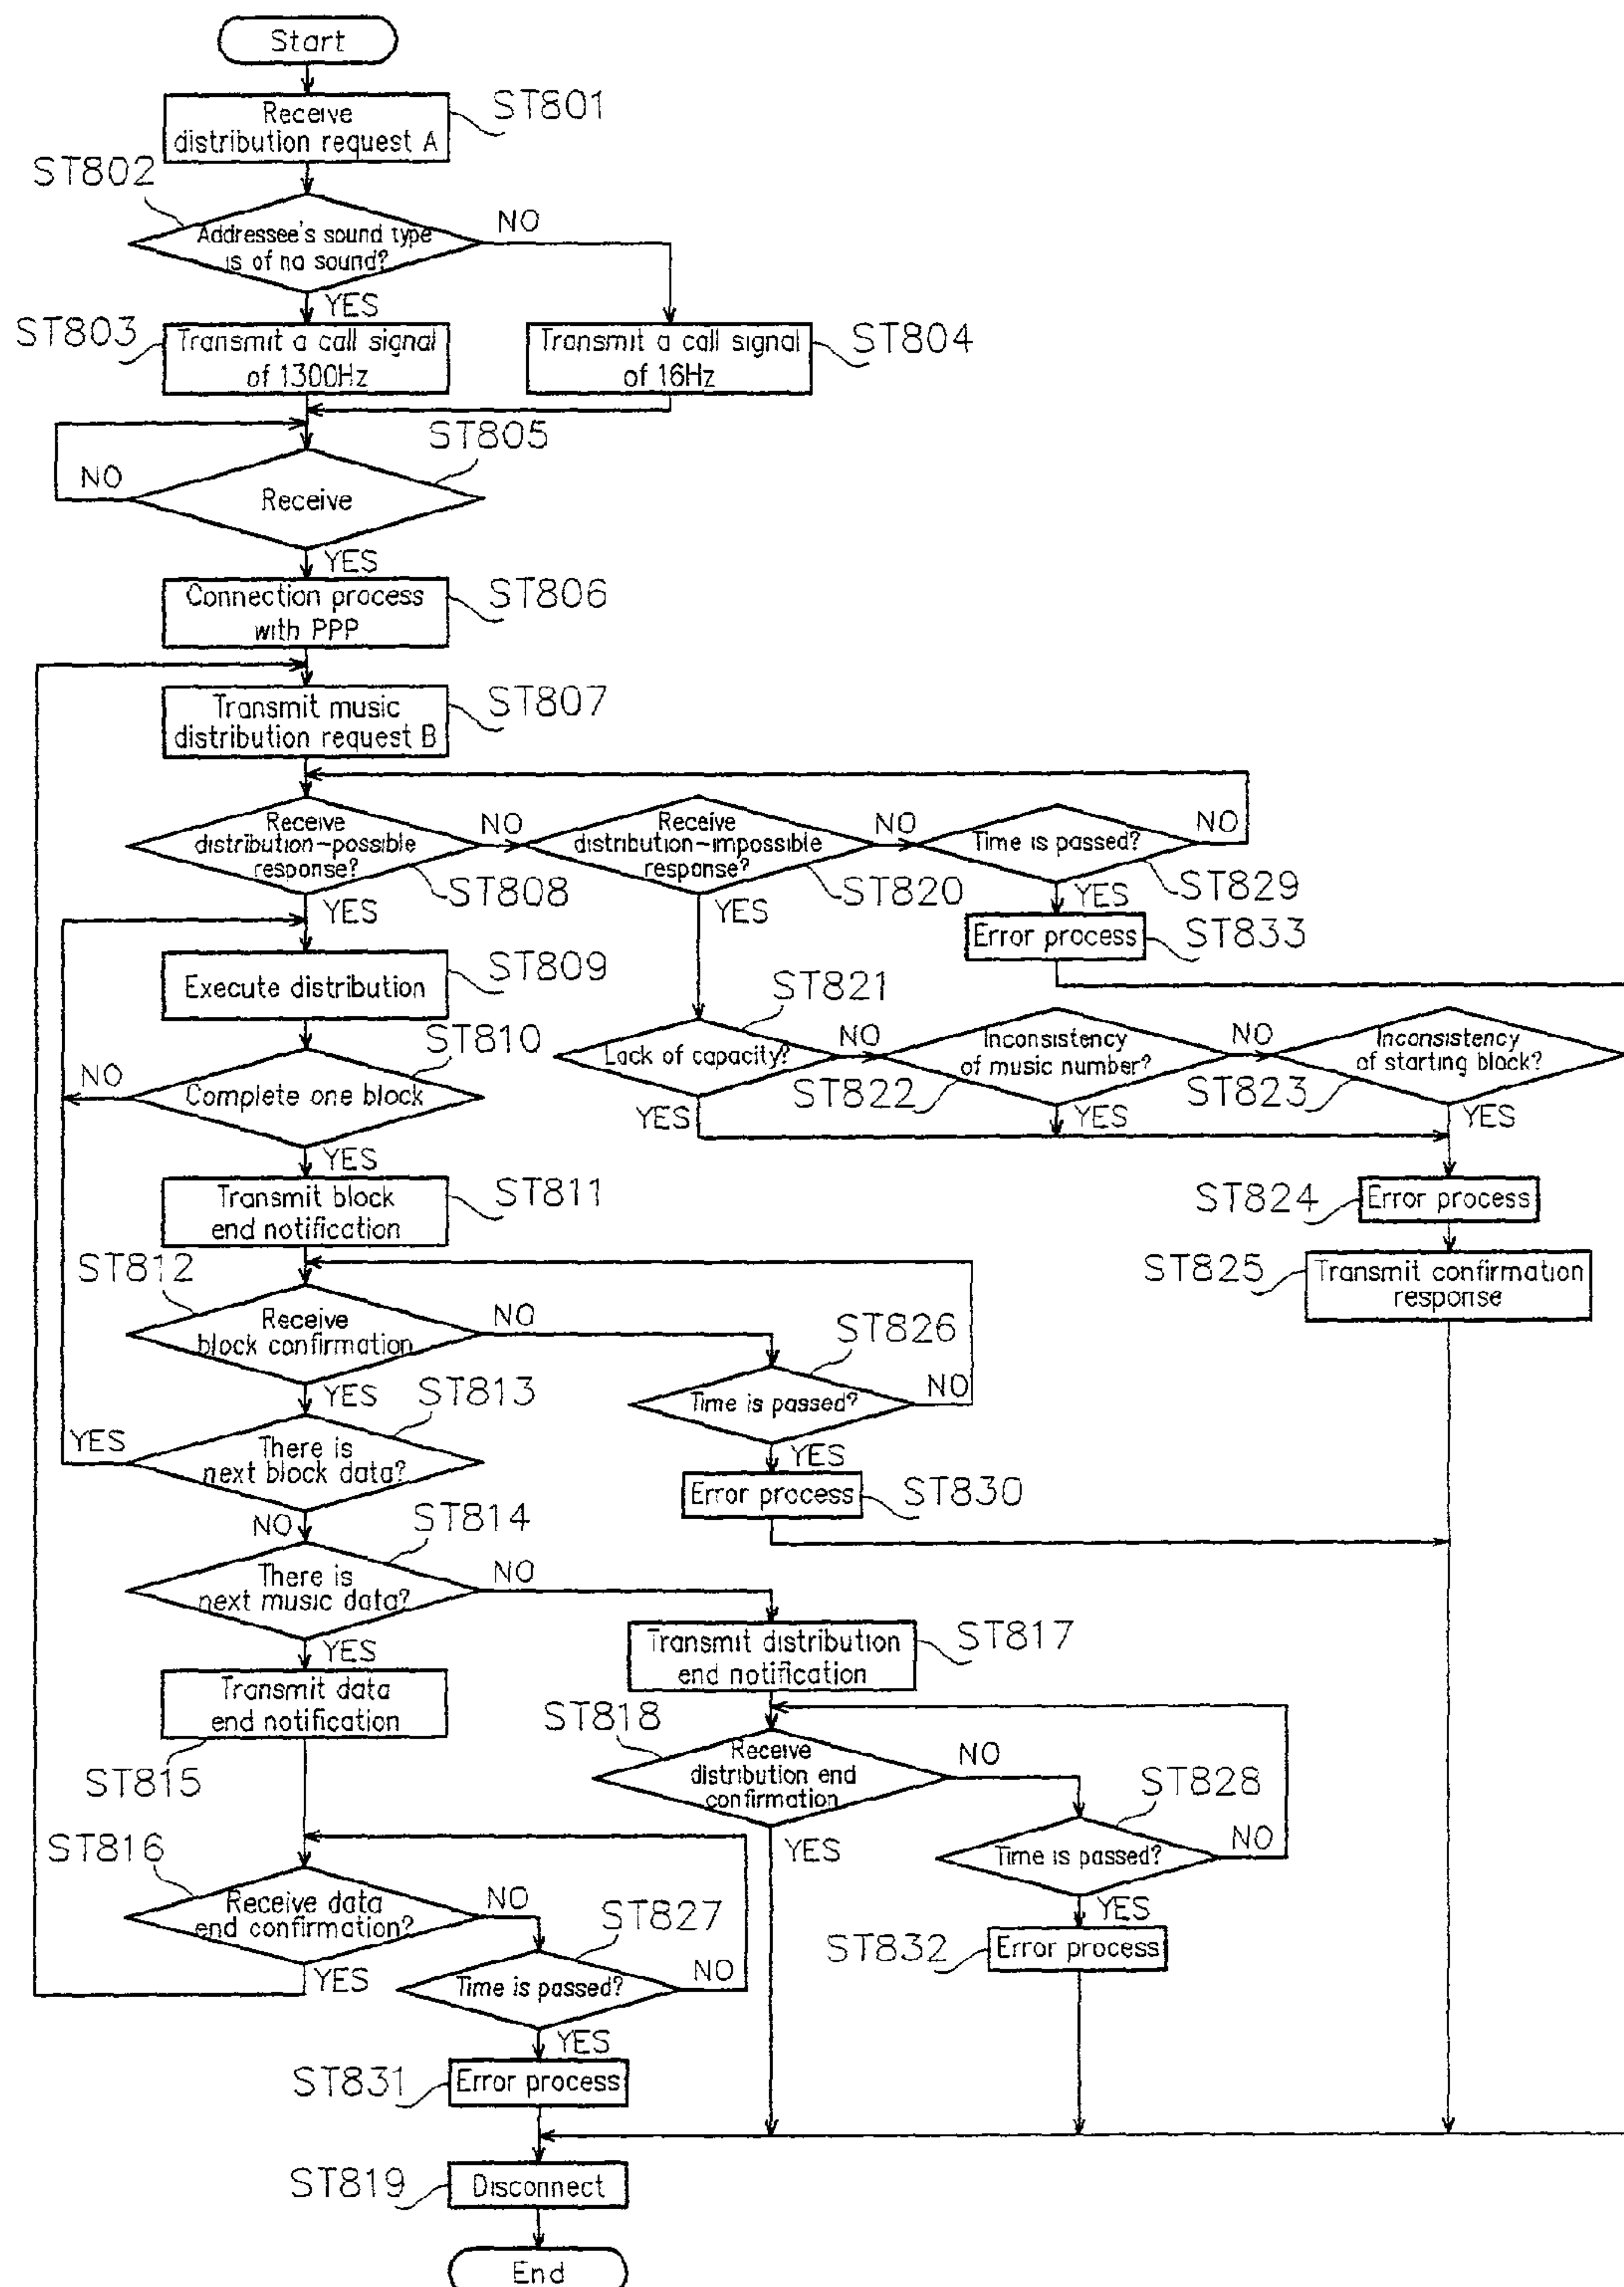 Start
Receive
distribution request A
ST801
ST802
Addressee's sound type
is of no sound?
NO
YES
ST803
Transmit a call signal
of 1300Hz
Transmit a call signal
of 16Hz
ST804
ST805
NO
Receive
YES
Connection process
with PPP
ST806
Transmit music
distribution request B
ST807
Receive
distribution-possible
response?
NO
ST808
YES
Receive
distribution-impossible
response?
NO
ST820
YES
Time is passed?
NO
ST829
YES
Error process
ST833
Execute distribution
ST809
ST810
NO
Complete one block
YES
ST821
Lack of capacity?
NO
YES
Inconsistency
of music number?
NO
ST822
YES
Inconsistency
of starting block?
ST823
YES
ST824
Error process
ST825
Transmit confirmation
response
Transmit block
end notification
ST811
ST812
Receive
block confirmation
NO
YES
ST826
Time is passed?
NO
YES
Error process
ST830
ST813
YES
There is
next block data?
NO
ST814
There is
next music data?
NO
YES
Transmit data
end notification
ST815
Transmit distribution
end notification
ST817
ST818
Receive
distribution end
confirmation
NO
YES
ST828
Time is passed?
NO
YES
ST832
Error process
ST816
Receive data
end confirmation?
NO
YES
ST827
Time is passed?
NO
YES
ST831
Error process
ST819
Disconnect
End